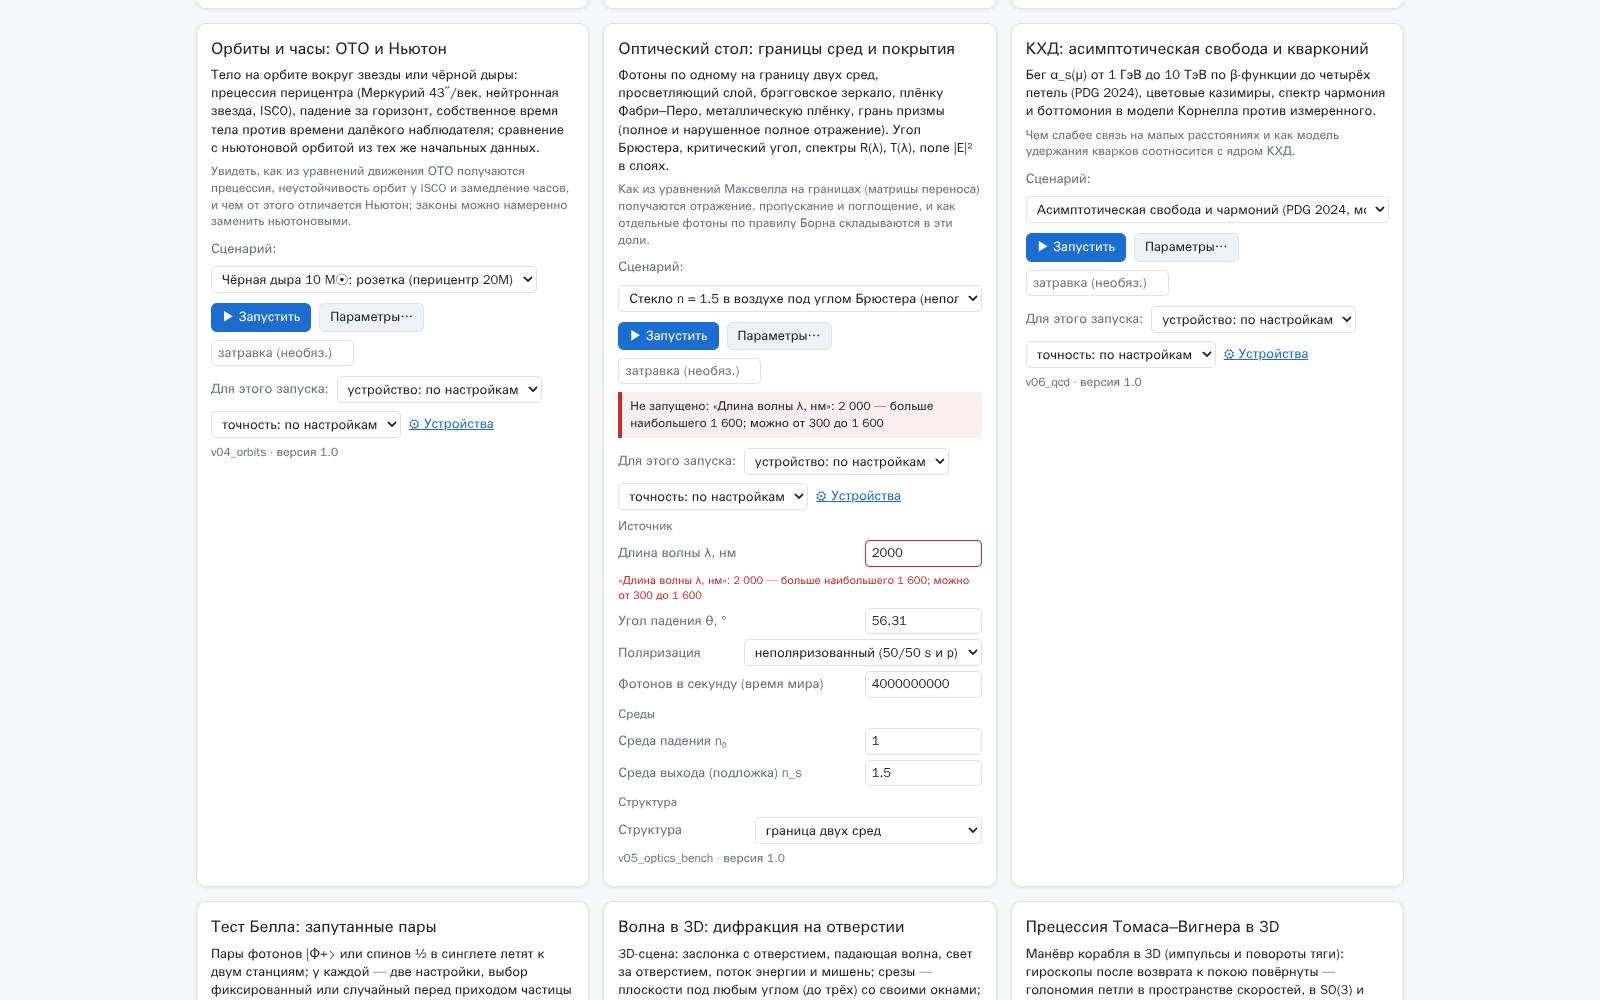 Орбиты и часы: ОТО и Ньютон
Тело на орбите вокруг звезды или чёрной дыры:
прецессия перицентра (Меркурий 43″/век, нейтронная
звезда, ISCO), падение за горизонт, собственное время
тела против времени далёкого наблюдателя; сравнение
с ньютоновой орбитой из тех же начальных данных.
Увидеть, как из уравнений движения ОТО получаются
прецессия, неустойчивость орбит у ISCO и замедление часов,
и чем от этого отличается Ньютон; законы можно намеренно
заменить ньютоновыми.
Сценарий:
Чёрная дыра 10 M☉: розетка (перицентр 20M)
▶ Запустить
Параметры⋯
затравка (необяз.)
Для этого запуска:
устройство: по настройкам
точность: по настройкам
⚙ Устройства
v04_orbits · версия 1.0
Оптический стол: границы сред и покрытия
Фотоны по одному на границу двух сред,
просветляющий слой, брэгговское зеркало, плёнку
Фабри—Перо, металлическую плёнку, грань призмы
(полное и нарушенное полное отражение). Угол
Брюстера, критический угол, спектры R(λ), T(λ), поле |E|²
в слоях.
Как из уравнений Максвелла на границах (матрицы переноса)
получаются отражение, пропускание и поглощение, и как
отдельные фотоны по правилу Борна складываются в эти
доли.
Сценарий:
Стекло n = 1.5 в воздухе под углом Брюстера (непол
▶ Запустить
Параметры⋯
затравка (необяз.)
Не запущено: «Длина волны λ, нм»: 2 000 — больше
наибольшего 1 600; можно от 300 до 1 600
Для этого запуска:
устройство: по настройкам
точность: по настройкам
⚙ Устройства
Источник
Длина волны λ, нм
2000
«Длина волны λ, нм»: 2 000 — больше наибольшего 1 600; можно
от 300 до 1 600
Угол падения θ, °
56.31
Поляризация
неполяризованный (50/50 s и p)
Фотонов в секунду (время мира)
4000000000
Среды
Среда падения n₀
1
Среда выхода (подложка) n_s
1.5
Структура
Структура
граница двух сред
v05_optics_bench · версия 1.0
КХД: асимптотическая свобода и кварконий
Бег α_s(μ) от 1 ГэВ до 10 ТэВ по β-функции до четырёх
петель (PDG 2024), цветовые казимиры, спектр чармония
и боттомония в модели Корнелла против измеренного.
Чем слабее связь на малых расстояниях и как модель
удержания кварков соотносится с ядром КХД.
Сценарий:
Асимптотическая свобода и чармоний (PDG 2024, мс
▶ Запустить
Параметры⋯
затравка (необяз.)
Для этого запуска:
устройство: по настройкам
точность: по настройкам
⚙ Устройства
v06_qcd · версия 1.0
Тест Белла: запутанные пары
Пары фотонов |Φ+⟩ или спинов ½ в синглете летят к
двум станциям; у каждой — две настройки, выбор
фиксированный или случайный перед приходом частицы
Волна в 3D: дифракция на отверстии
3D-сцена: заслонка с отверстием, падающая волна, свет
за отверстием, поток энергии и мишень; срезы —
плоскости под любым углом (до трёх) со своими окнами;
Прецессия Томаса—Вигнера в 3D
Манёвр корабля в 3D (импульсы и повороты тяги):
гироскопы после возврата к покою повёрнуты —
голономия петли в пространстве скоростей, в SO(3) и